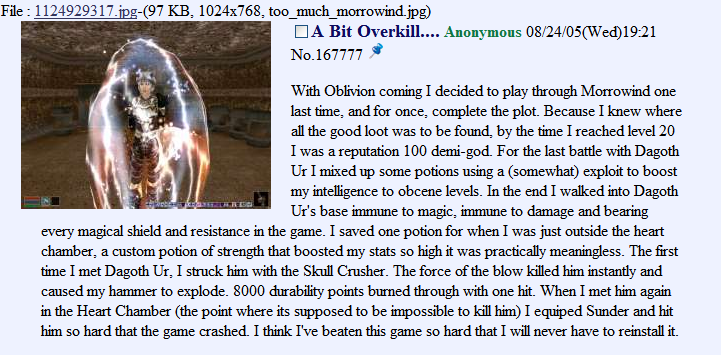 File : 1124929317.jpg-(97 KB, 1024x768, too_much_morrowind.jpg)
A Bit Overkill.... Anonymous 08/24/05(Wed)19:21
No.167777
With Oblivion coming I decided to play through Morrowind one
last time, and for once, complete the plot. Because I knew where
all the good loot was to be found, by the time I reached level 20
I was a reputation 100 demi-god. For the last battle with Dagoth
Ur I mixed up some potions using a (somewhat) exploit to boost
my intelligence to obcene levels. In the end I walked into Dagoth
Ur's base immune to magic, immune to damage and bearing
every magical shield and resistance in the game. I saved one potion for when I was just outside the heart
chamber, a custom potion of strength that boosted my stats so high it was practically meaningless. The first
time I met Dagoth Ur, I struck him with the Skull Crusher. The force of the blow killed him instantly and
caused my hammer to explode. 8000 durability points burned through with one hit. When I met him again
in the Heart Chamber (the point where its supposed to be impossible to kill him) I equiped Sunder and hit
him so hard that the game crashed. I think I've beaten this game so hard that I will never have to reinstall it.